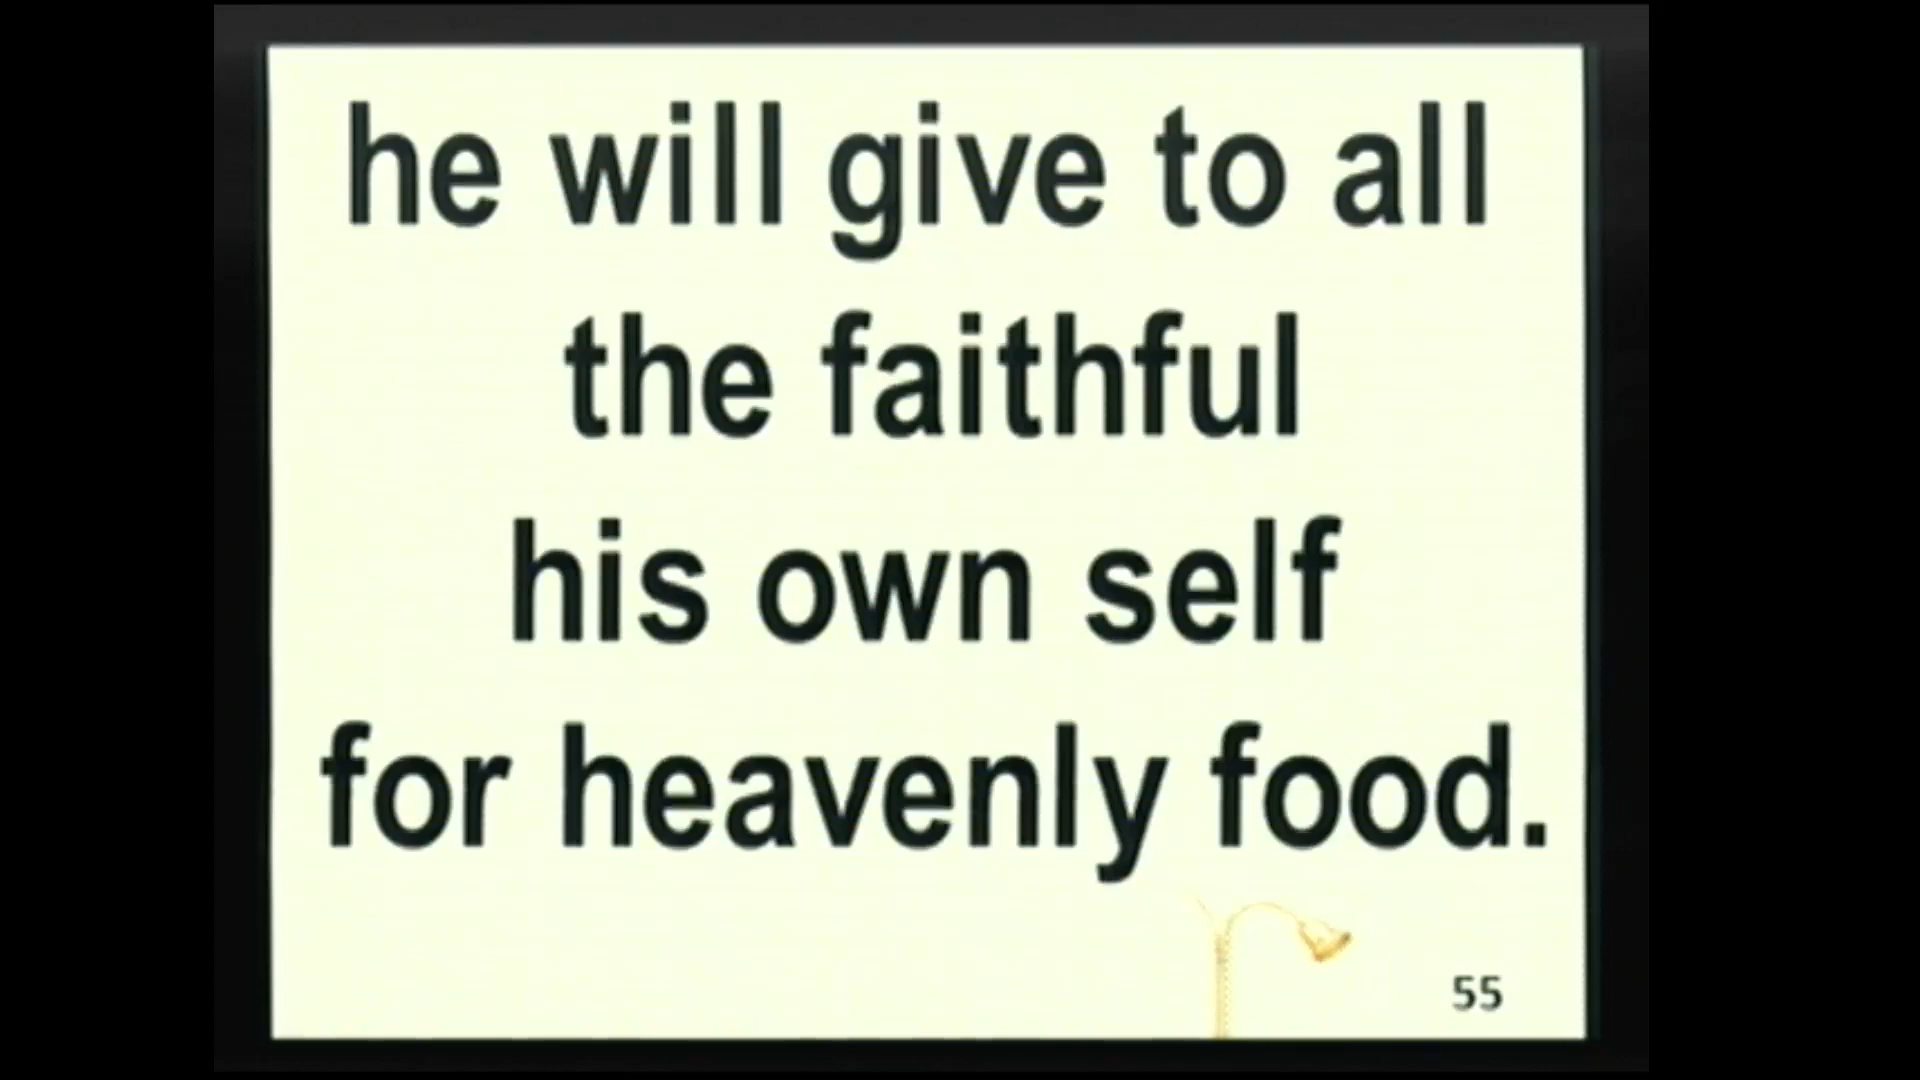 he will give to all
the faithful
his own self
for heavenly food.
55